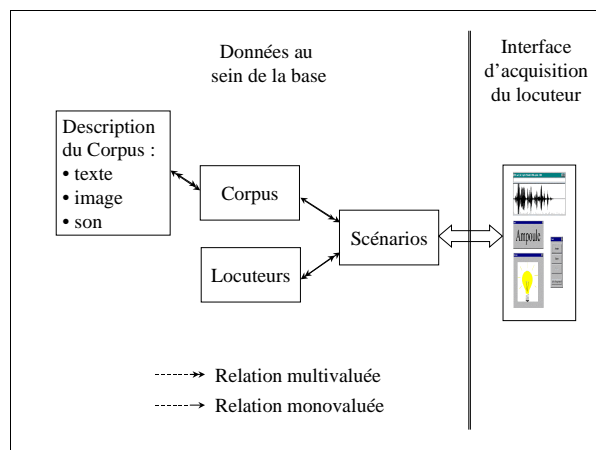 Données au
sein de la base
Interface
d'acquisition
du locuteur
Description
du Corpus :
• texte
• image
• son
Corpus
Locuteurs
Scénarios
Ampoule
Relation multivaluée
Relation monovaluée